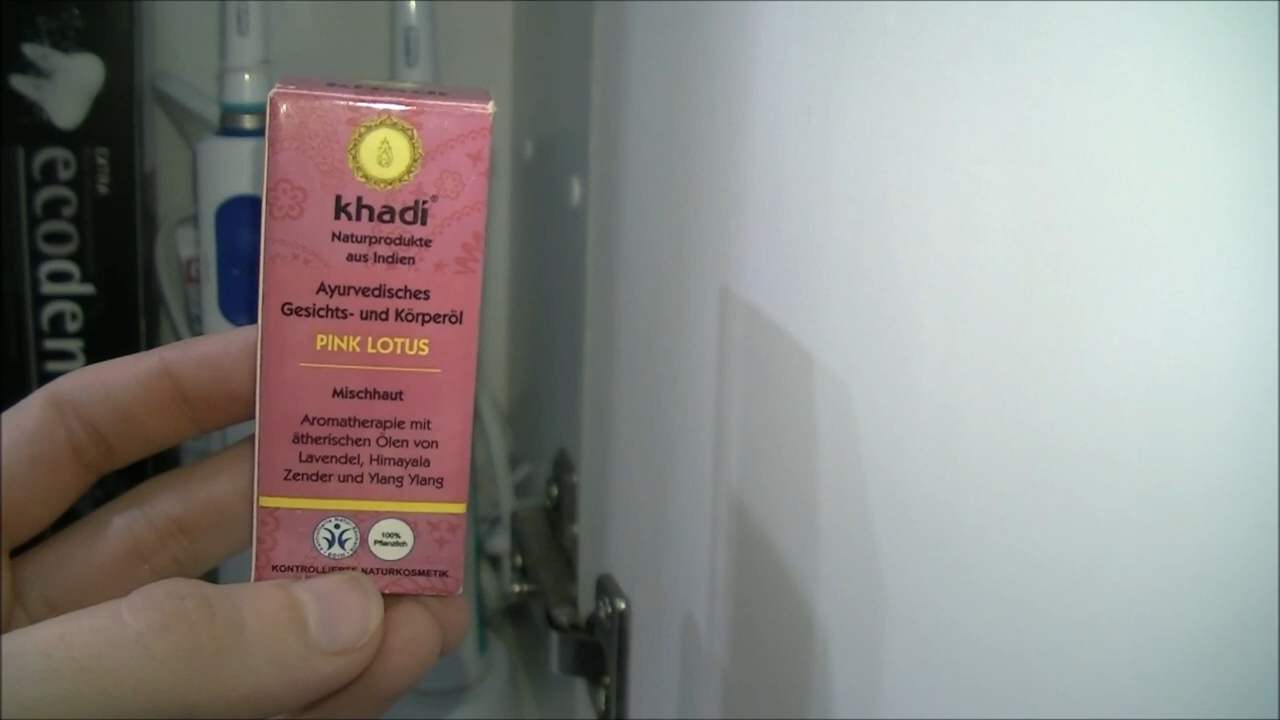 khadi®
Naturprodukte
aus Indien
Ayurvedisches
Gesichts- und Körperöl
PINK LOTUS
Mischhaut
Aromatherapie mit
ätherischen Ölen von
Lavendel, Himayala
Zender und Ylang Ylang
100%
Pflanzlich
KONTROLLIERTE NATURKOSMETIK
EXTRA
ecoden